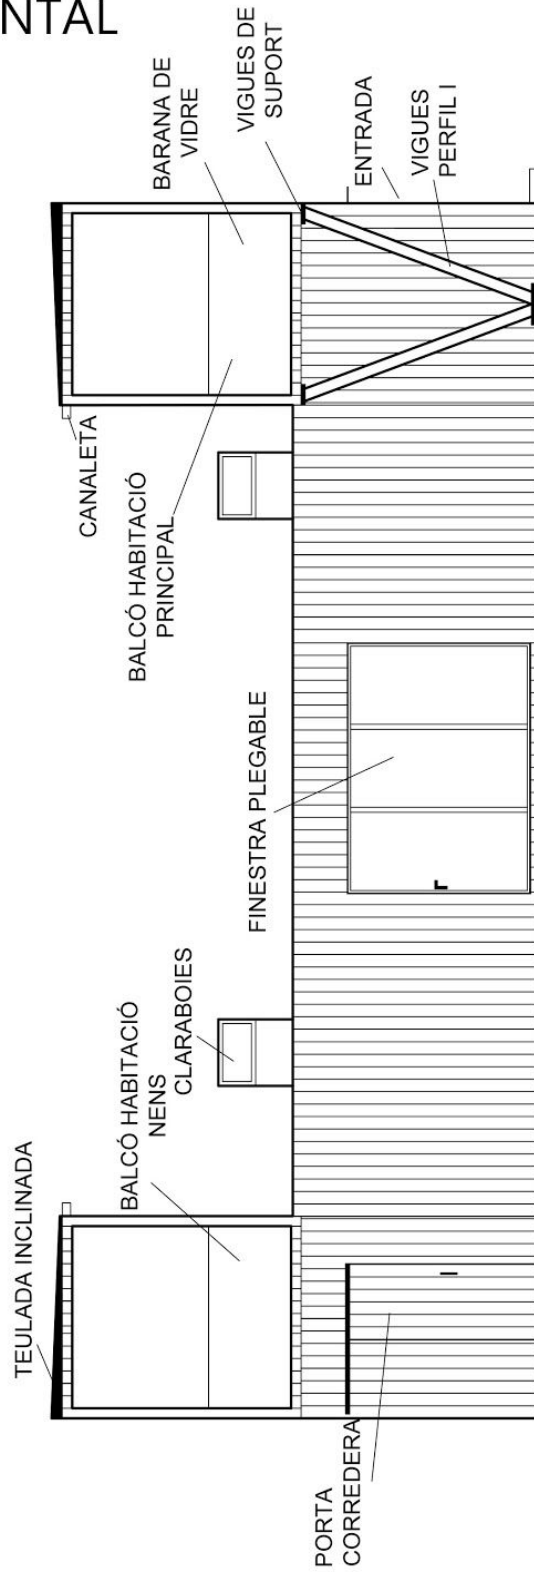 NTAL
TEULADA INCLINADA
BALCÓ HABITACIÓ
NENS
CLARABOIES
PORTA
CORREDERA
FINESTRA PLEGABLE
BALCÓ HABITACIÓ
PRINCIPAL
CANALETA
BARANA DE
VIDRE
VIGUES DE
SUPORT
ENTRADA
VIGUES
PERFIL I